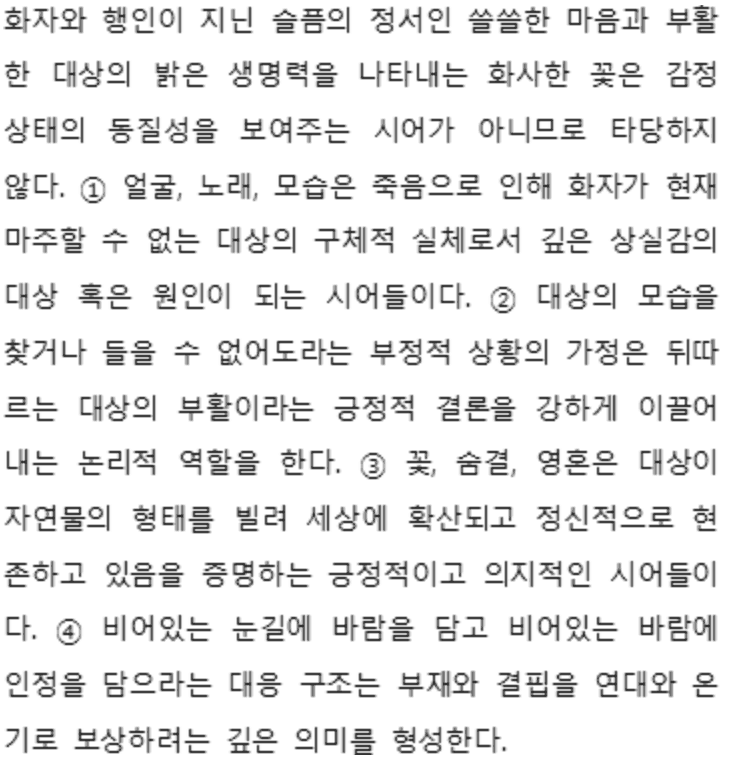 화자와 행인이 지닌 슬픔의 정서인 쓸쓸한 마음과 부활
한 대상의 밝은 생명력을 나타내는 화사한 꽃은 감정
상태의 동질성을 보여주는 시어가 아니므로 타당하지
않다. ① 얼굴, 노래, 모습은 죽음으로 인해 화자가 현재
마주할 수 없는 대상의 구체적 실체로서 깊은 상실감의
대상 혹은 원인이 되는 시어들이다. ② 대상의 모습을
찾거나 들을 수 없어도라는 부정적 상황의 가정은 뒤따
르는 대상의 부활이라는 긍정적 결론을 강하게 이끌어
내는 논리적 역할을 한다. ③ 꽃, 숨결, 영혼은 대상이
자연물의 형태를 빌려 세상에 확산되고 정신적으로 현
존하고 있음을 증명하는 긍정적이고 의지적인 시어들이
다. ④ 비어있는 눈길에 바람을 담고 비어있는 바람에
인정을 담으라는 대응 구조는 부재와 결핍을 연대와 온
기로 보상하려는 깊은 의미를 형성한다.